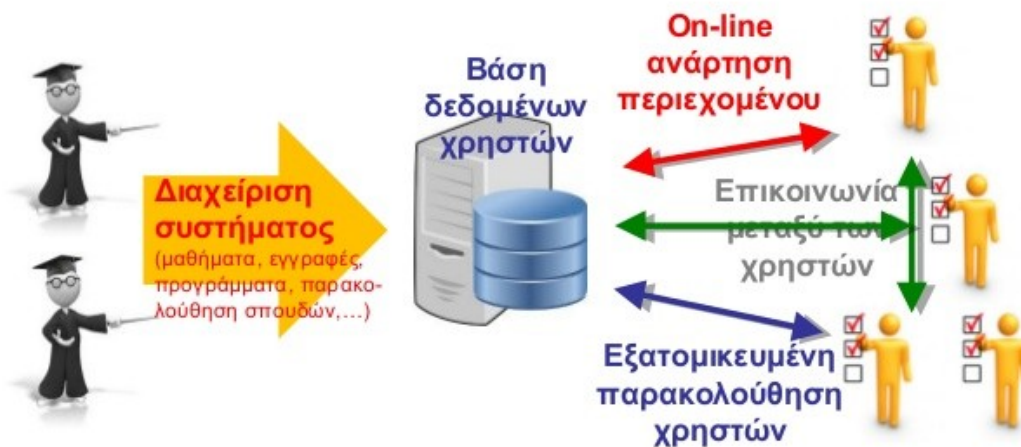 Διαχείριση
συστήματος
(μαθήματα, εγγραφές,
προγράμματα, παρακο-
λούθηση σπουδών,...)
Βάση
δεδομένων
χρηστών
On-line
ανάρτηση
περιεχομένου
Επικοινωνία
μεταξύ των
χρηστών
Εξατομικευμένη
παρακολούθηση
χρηστών